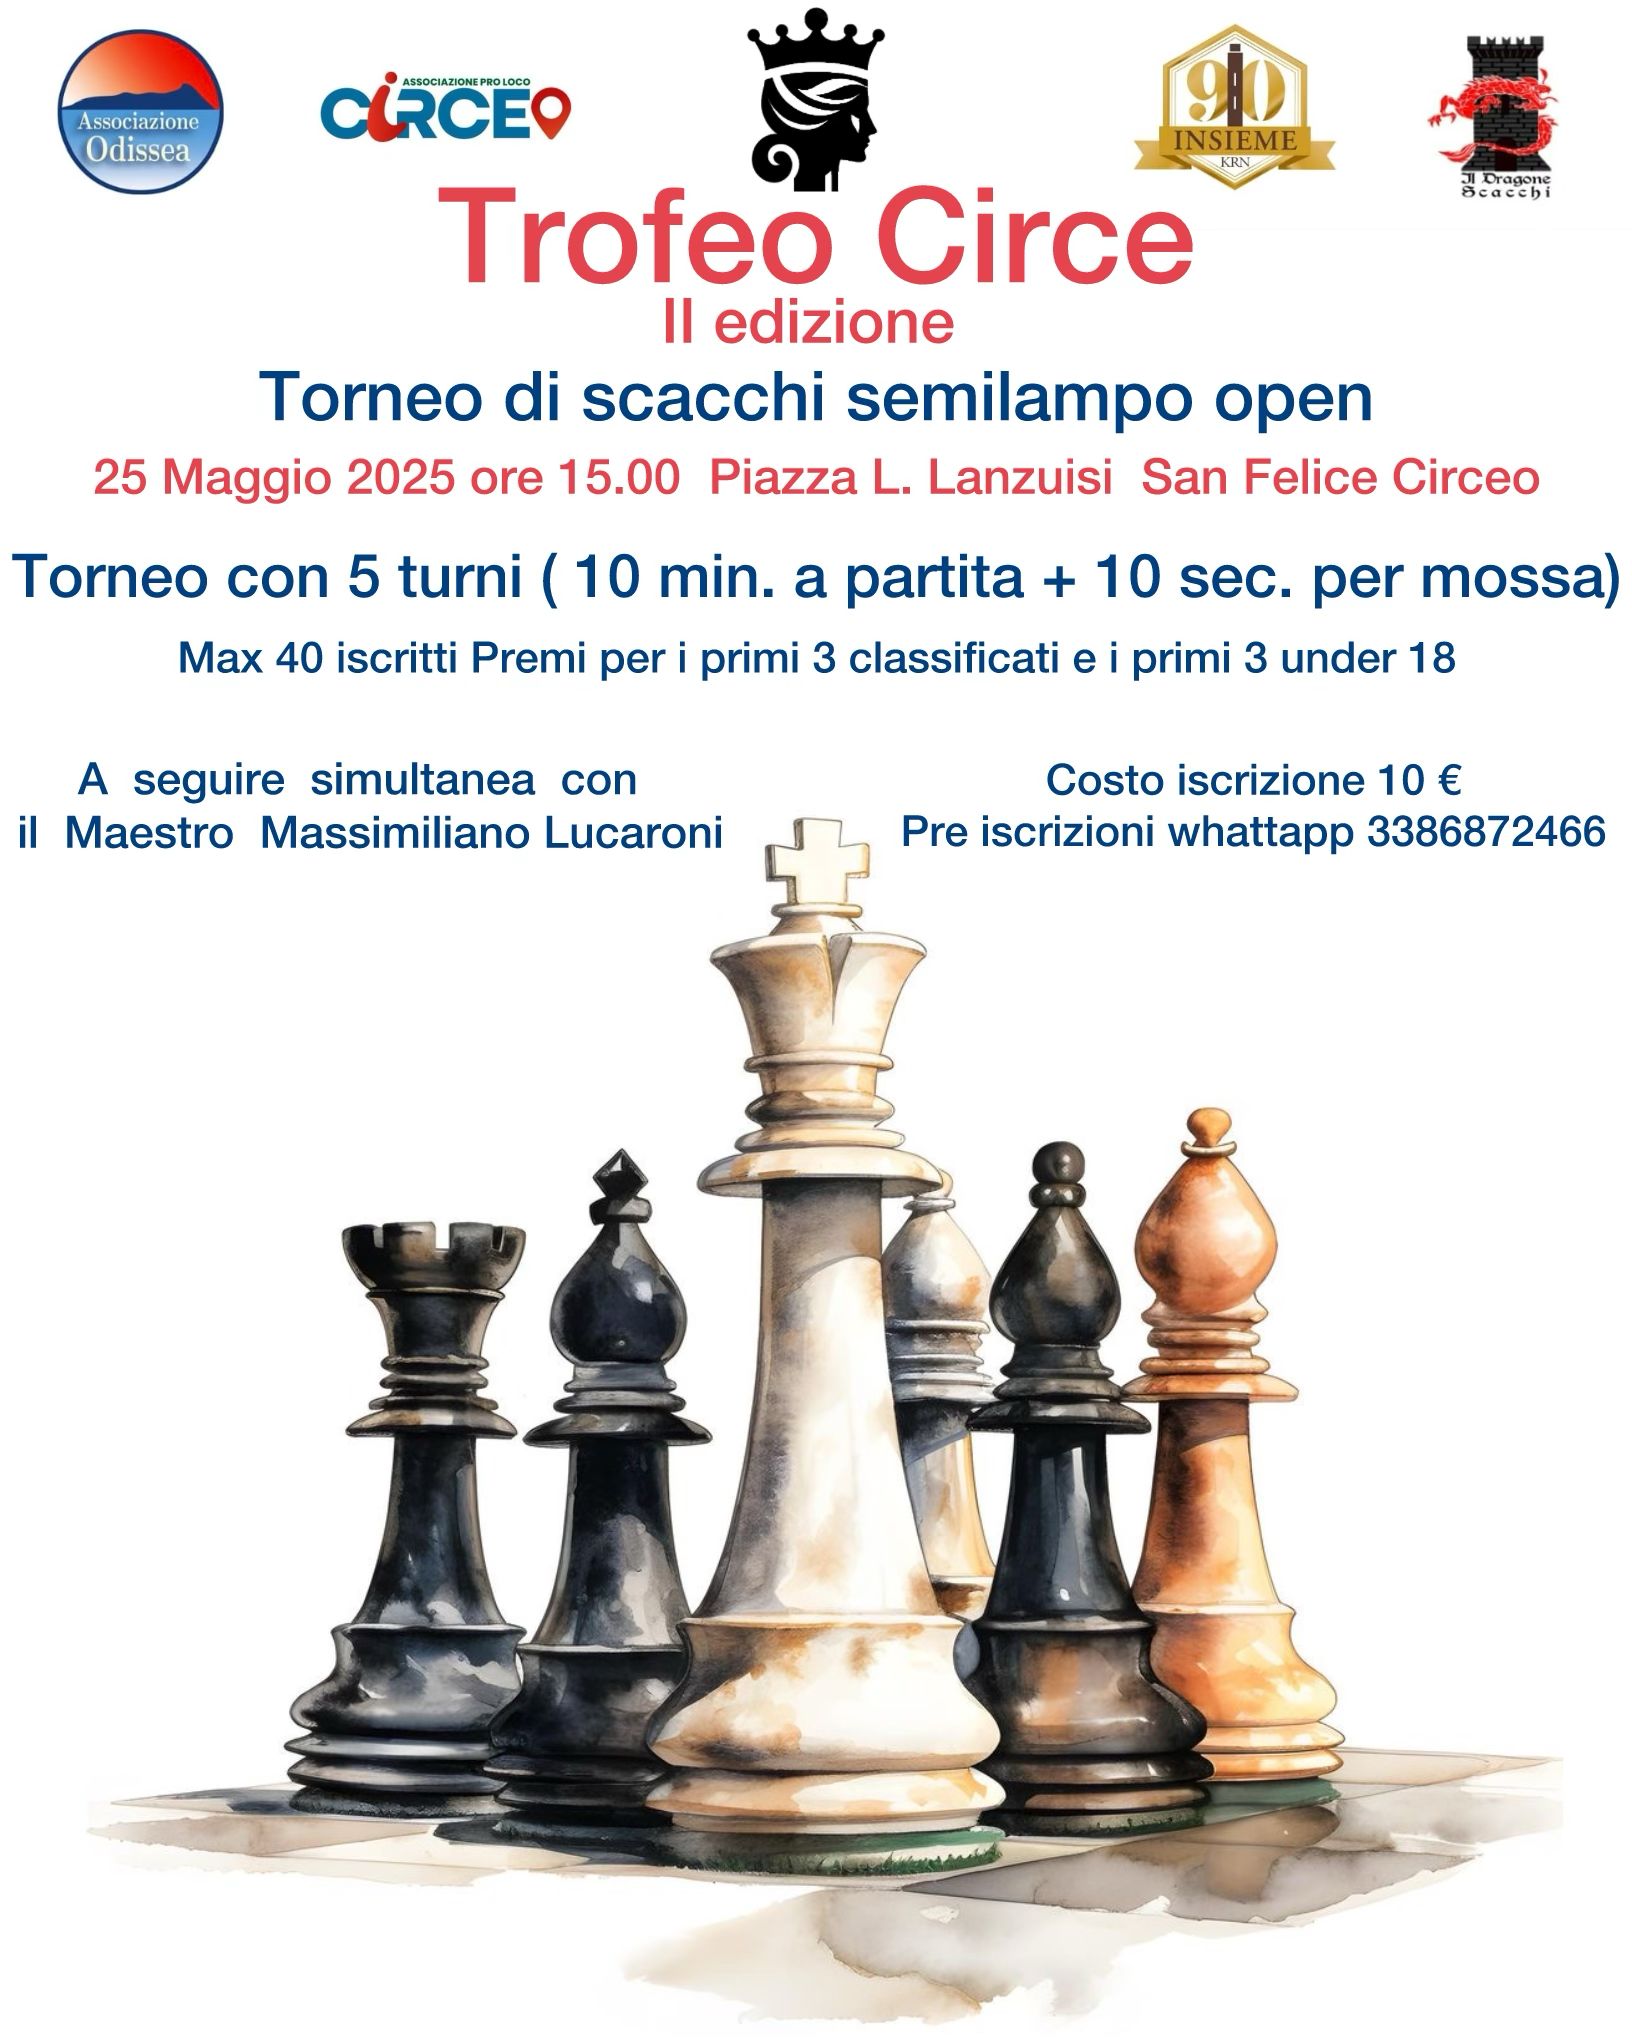 Associazione
Odissea
ASSOCIAZIONE PRO LOCO
CiRCEO
90
INSIEME
KRN
Il Dragone
Scacchi
Trofeo Circe
II edizione
Torneo di scacchi semilampo open
25 Maggio 2025 ore 15.00 Piazza L. Lanzuisi San Felice Circeo
Torneo con 5 turni ( 10 min. a partita + 10 sec. per mossa)
Max 40 iscritti Premi per i primi 3 classificati e i primi 3 under 18
A seguire simultanea con
il Maestro Massimiliano Lucaroni
Costo iscrizione 10 €
Pre iscrizioni whattapp 3386872466